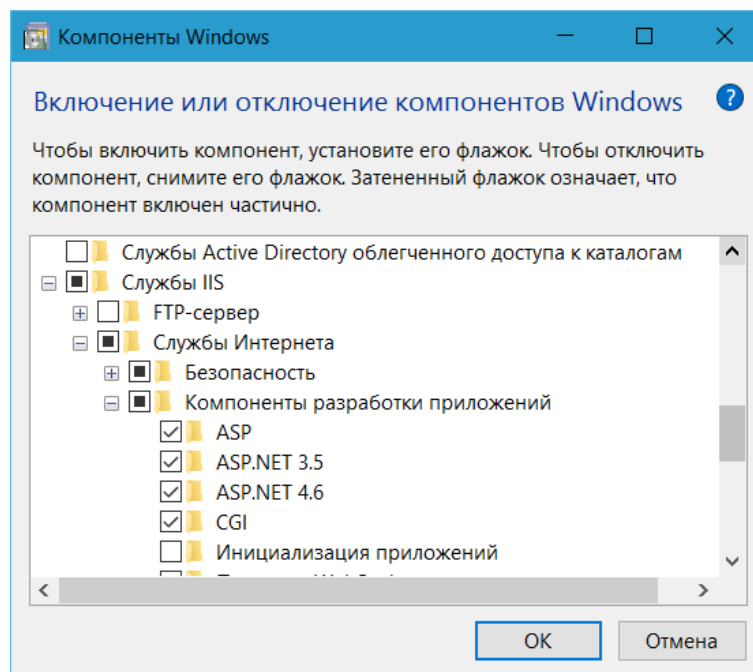 Компоненты Windows
Включение или отключение компонентов Windows
?
Чтобы включить компонент, установите его флажок. Чтобы отключить
компонент, снимите его флажок. Затененный флажок означает, что
компонент включен частично.
Службы Active Directory облегченного доступа к каталогам
Службы IIS
FTP-сервер
Службы Интернета
Безопасность
Компоненты разработки приложений
ASP
ASP.NET 3.5
ASP.NET 4.6
CGI
Инициализация приложений
ОК
Отмена